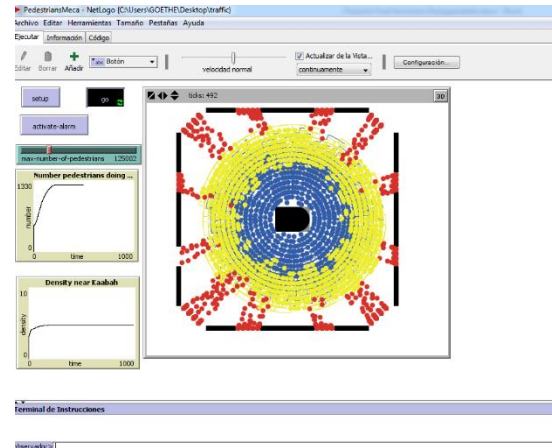 PedestriansMeca - NetLogo {C:\Users\GOETHE\Desktop\traffic}
Archivo Editar Herramientas Tamaño Pestañas Ayuda
Ejecutar Información Código
Editar Borrar Añadir
Botón
velocidad normal
Actualizar de la Vista...
continuamente
Configuración...
setup
go
ticks: 492
3D
activate-alarm
max-number-of-pedestrians 125002
Number pedestrians doing ...
1330
number
0
0 time 1000
Density near Kaabah
10
density
0
0 time 1000
Terminal de Instrucciones
observador>